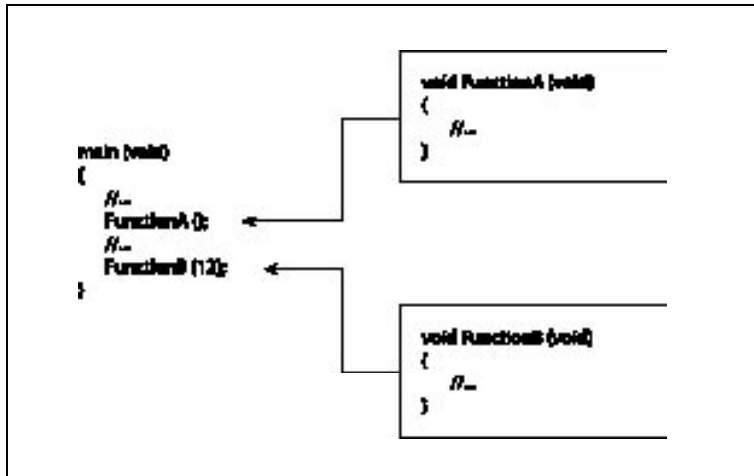 main (void)
{
//...
FunctionA ();
//...
FunctionB (12);
}
void FunctionA (void)
{
//...
}
void FunctionB (void)
{
//...
}